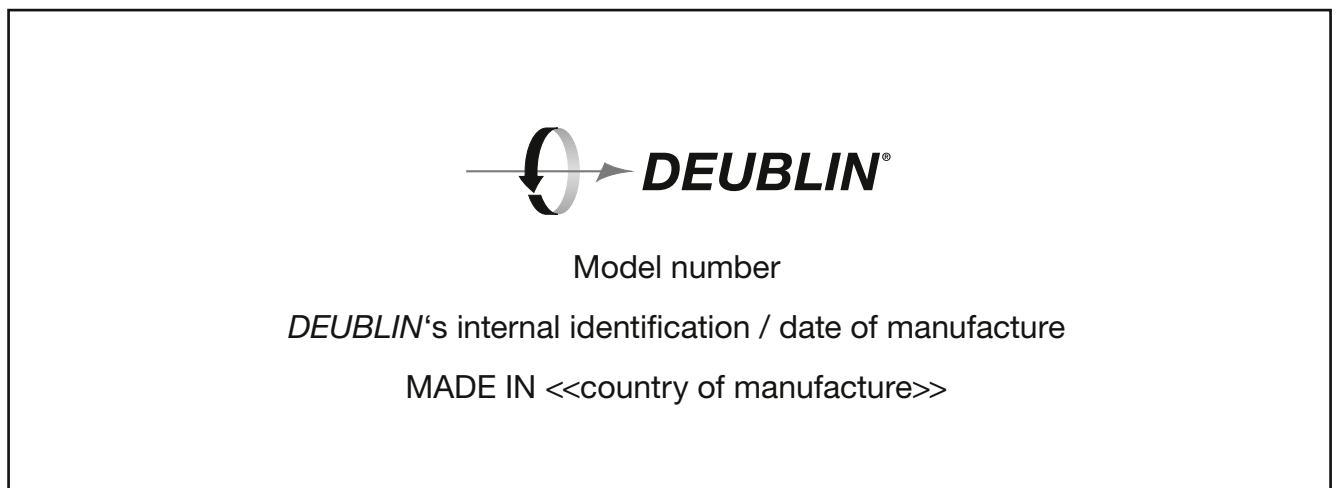 DEUBLIN®
Model number
DEUBLIN‘s internal identification / date of manufacture
MADE IN <<country of manufacture>>